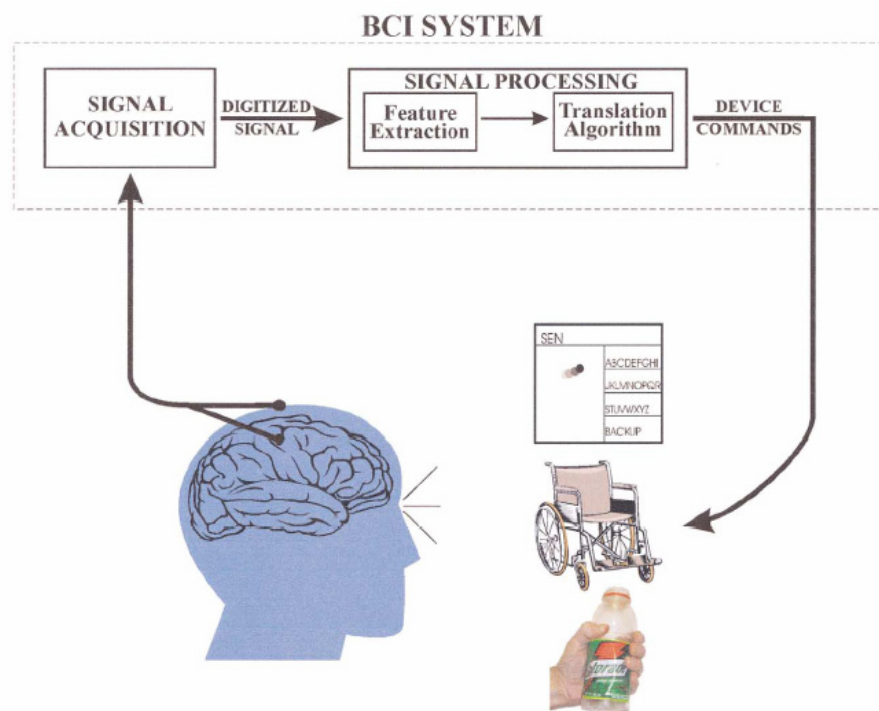 BCI SYSTEM
SIGNAL
ACQUISITION
DIGITIZED
SIGNAL
SIGNAL PROCESSING
Feature
Extraction
Translation
Algorithm
DEVICE
COMMANDS
SEN
ABCDEFGHI
JKLMNOPQR
STUVWXYZ
BACKUP